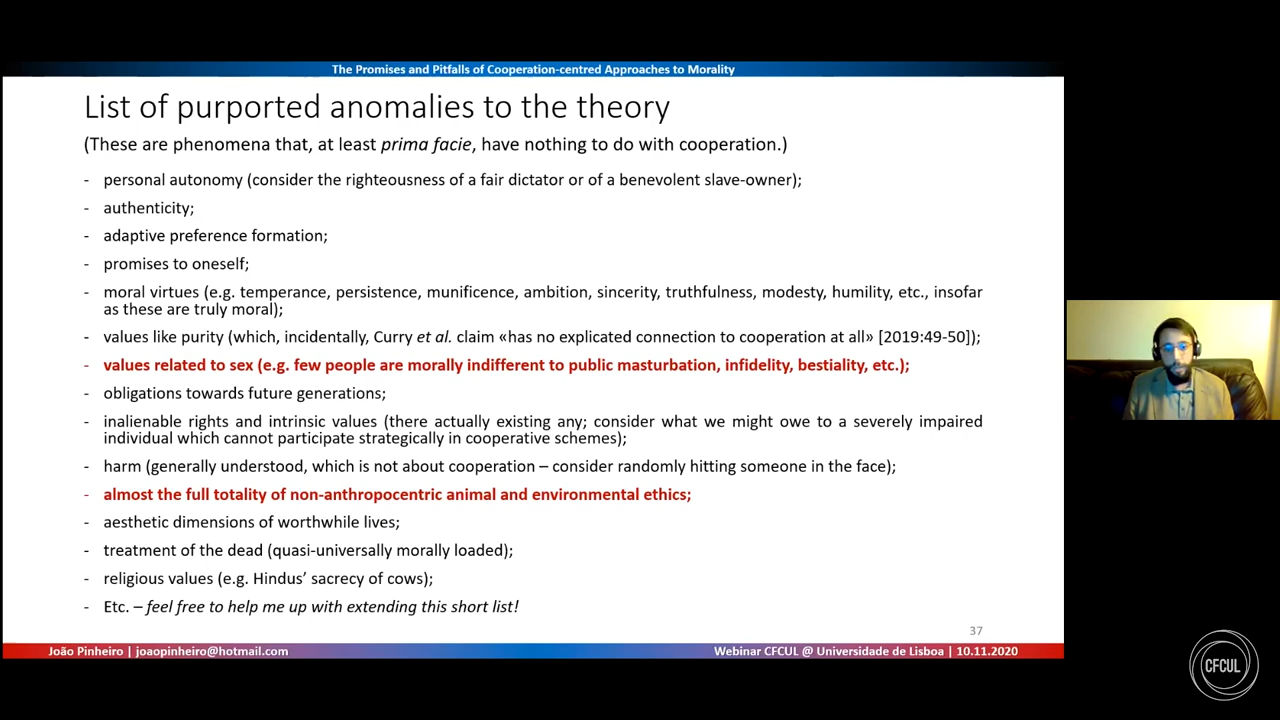 The Promises and Pitfalls of Cooperation-centred Approaches to Morality
List of purported anomalies to the theory
(These are phenomena that, at least prima facie, have nothing to do with cooperation.)
- personal autonomy (consider the righteousness of a fair dictator or of a benevolent slave-owner);
- authenticity;
- adaptive preference formation;
- promises to oneself;
- moral virtues (e.g. temperance, persistence, munificence, ambition, sincerity, truthfulness, modesty, humility, etc., insofar
as these are truly moral);
- values like purity (which, incidentally, Curry et al. claim «has no explicated connection to cooperation at all» [2019:49-50]);
- values related to sex (e.g. few people are morally indifferent to public masturbation, infidelity, bestiality, etc.);
- obligations towards future generations;
- inalienable rights and intrinsic values (there actually existing any; consider what we might owe to a severely impaired
individual which cannot participate strategically in cooperative schemes);
- harm (generally understood, which is not about cooperation – consider randomly hitting someone in the face);
- almost the full totality of non-anthropocentric animal and environmental ethics;
- aesthetic dimensions of worthwhile lives;
- treatment of the dead (quasi-universally morally loaded);
- religious values (e.g. Hindus’ sacrecy of cows);
- Etc. – feel free to help me up with extending this short list!
37
João Pinheiro | joaopinheiro@hotmail.com
Webinar CFCUL @ Universidade de Lisboa | 10.11.2020
CFCUL